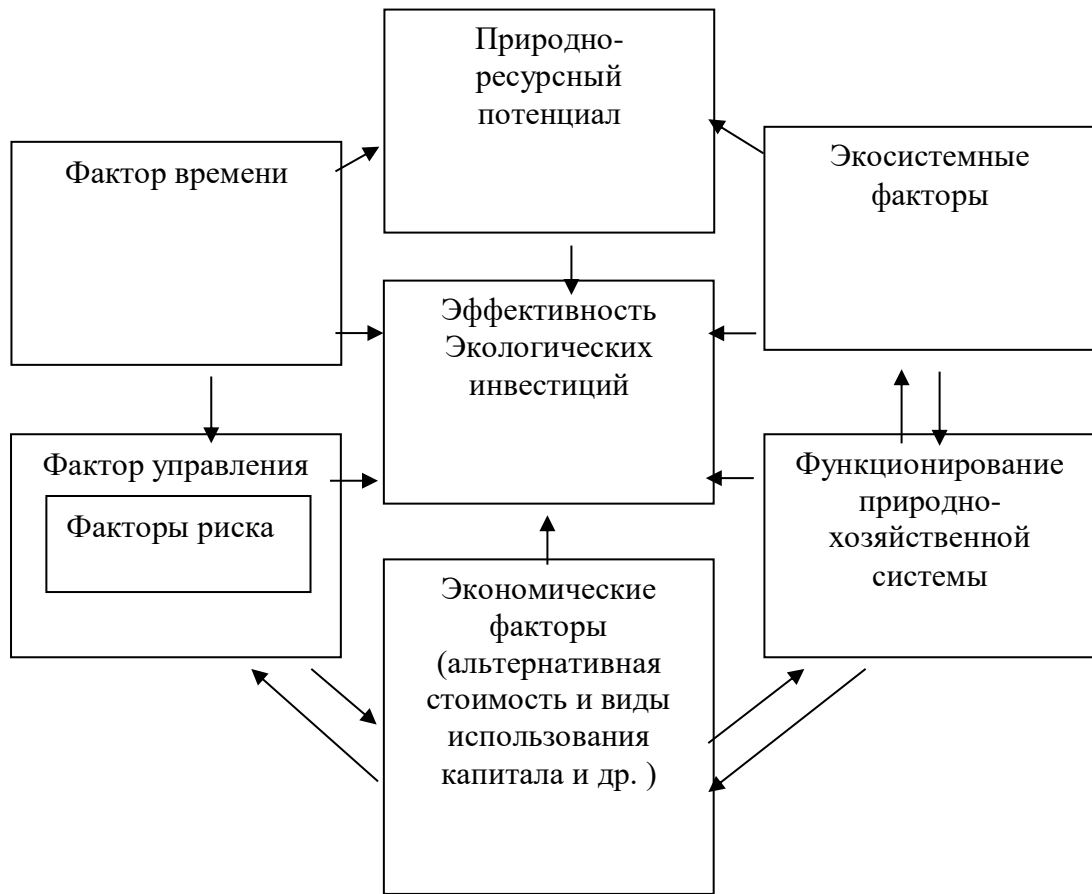 Природно-
ресурсный
потенциал
Фактор времени
Экосистемные
факторы
Эффективность
Экологических
инвестиций
Фактор управления
Факторы риска
Функционирование
природно-
хозяйственной
системы
Экономические
факторы
(альтернативная
стоимость и виды
использования
капитала и др. )